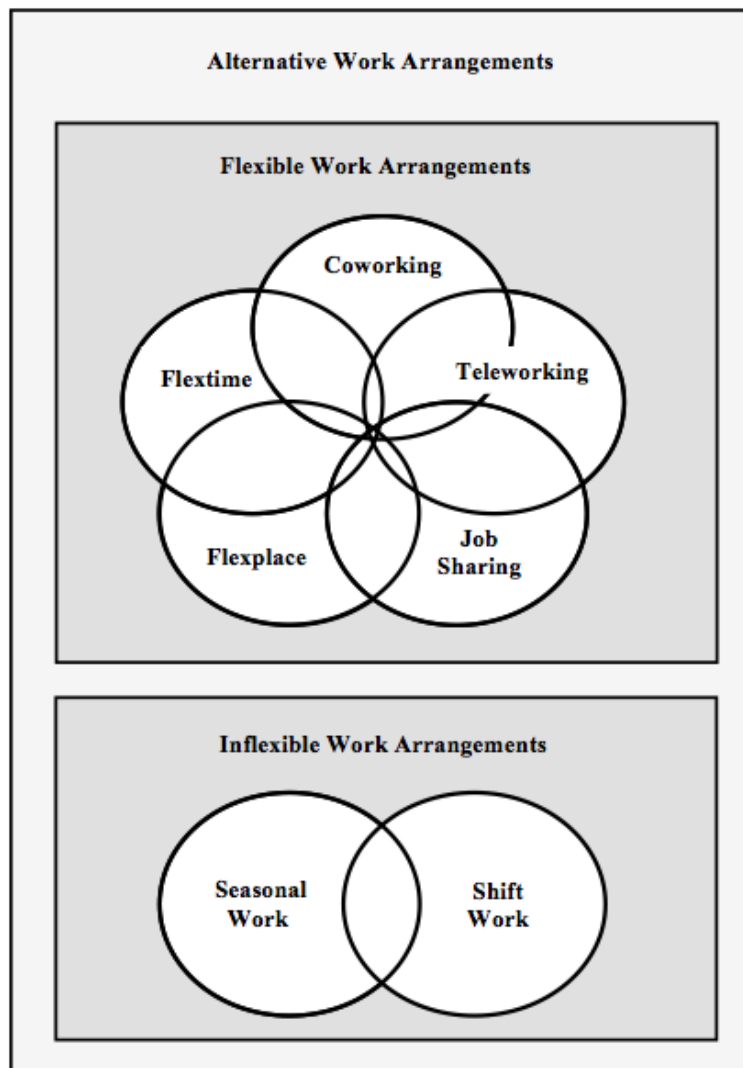 Alternative Work Arrangements
Flexible Work Arrangements
Coworking
Flextime
Teleworking
Flexplace
Job
Sharing
Inflexible Work Arrangements
Seasonal
Work
Shift
Work